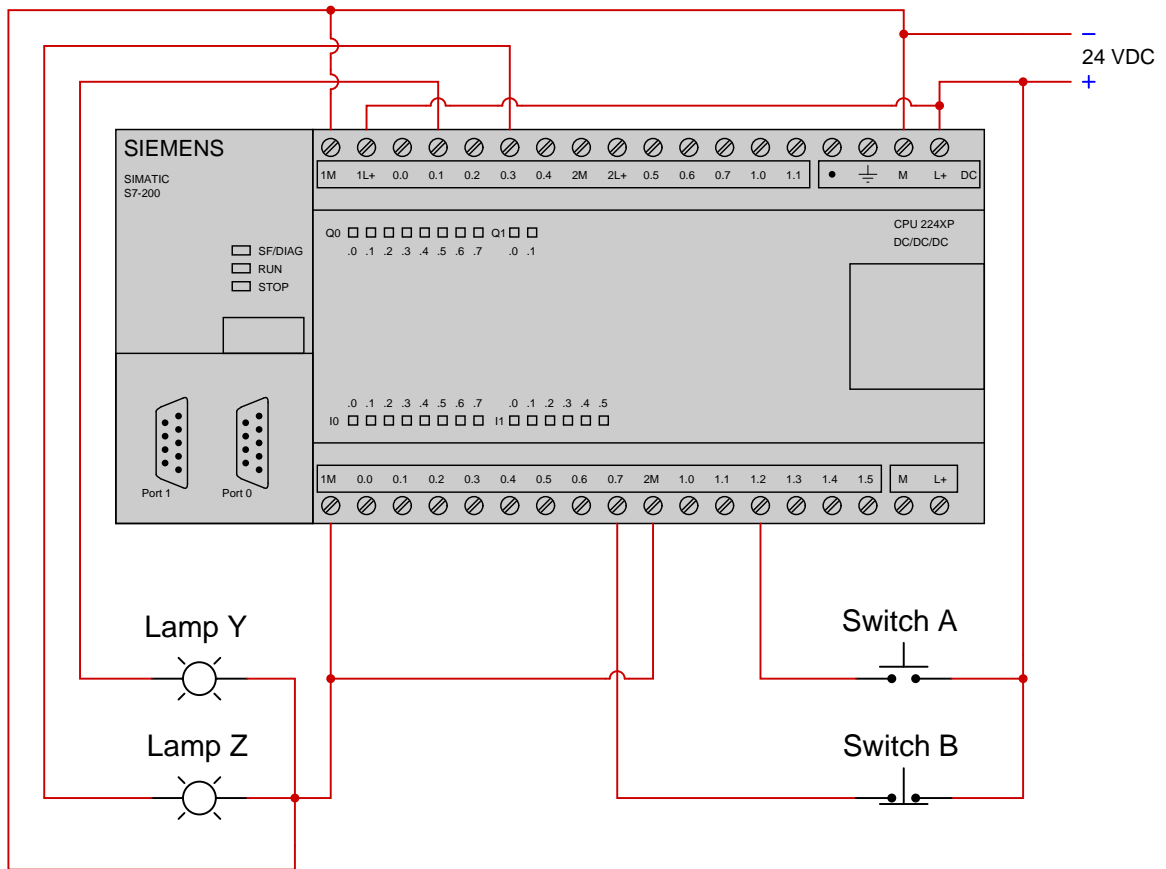 −
24 VDC
+
SIEMENS
SIMATIC
S7-200
1M 1L+ 0.0 0.1 0.2 0.3 0.4 2M 2L+ 0.5 0.6 0.7 1.0 1.1 M L+ DC
CPU 224XP
DC/DC/DC
Q0 Q1
.0 .1 .2 .3 .4 .5 .6 .7 .0 .1
SF/DIAG
RUN
STOP
.0 .1 .2 .3 .4 .5 .6 .7 .0 .1 .2 .3 .4 .5
I0 I1
Port 1 Port 0
1M 0.0 0.1 0.2 0.3 0.4 0.5 0.6 0.7 2M 1.0 1.1 1.2 1.3 1.4 1.5 M L+
Lamp Y
Switch A
Lamp Z
Switch B